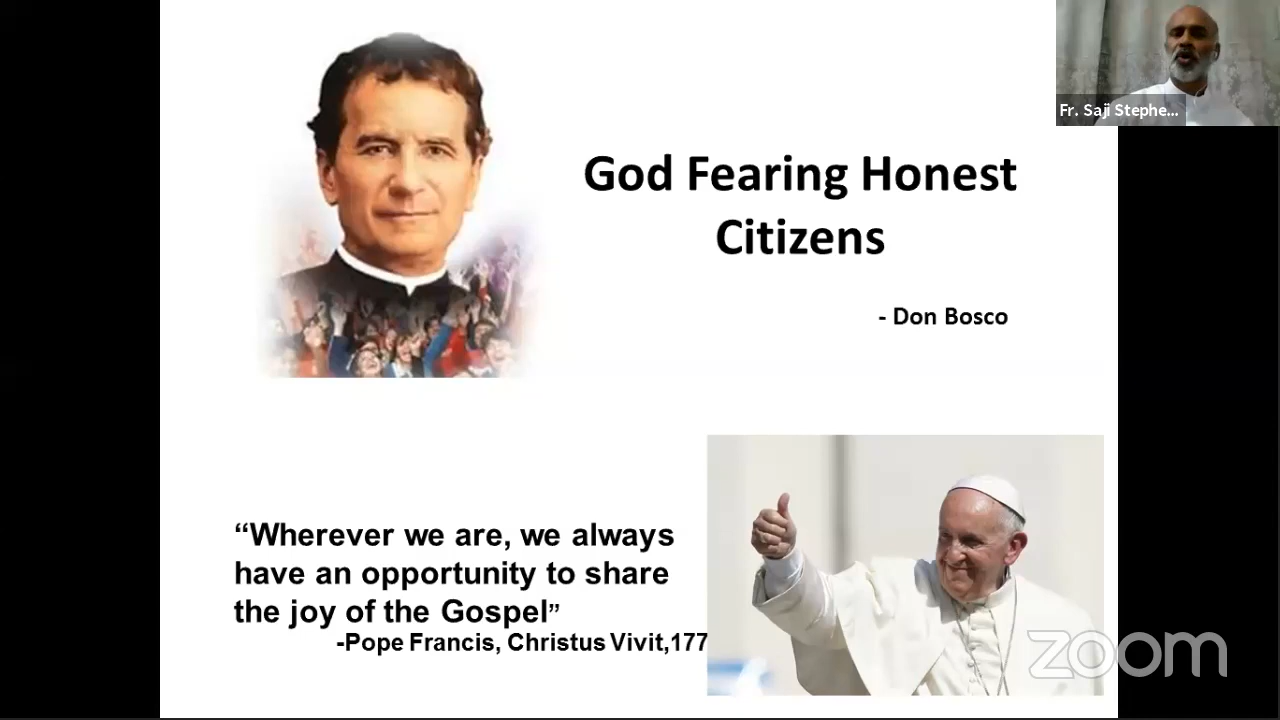 Fr. Saji Stephe...
God Fearing Honest
Citizens
- Don Bosco
“Wherever we are, we always
have an opportunity to share
the joy of the Gospel”
-Pope Francis, Christus Vivit,177
zoom